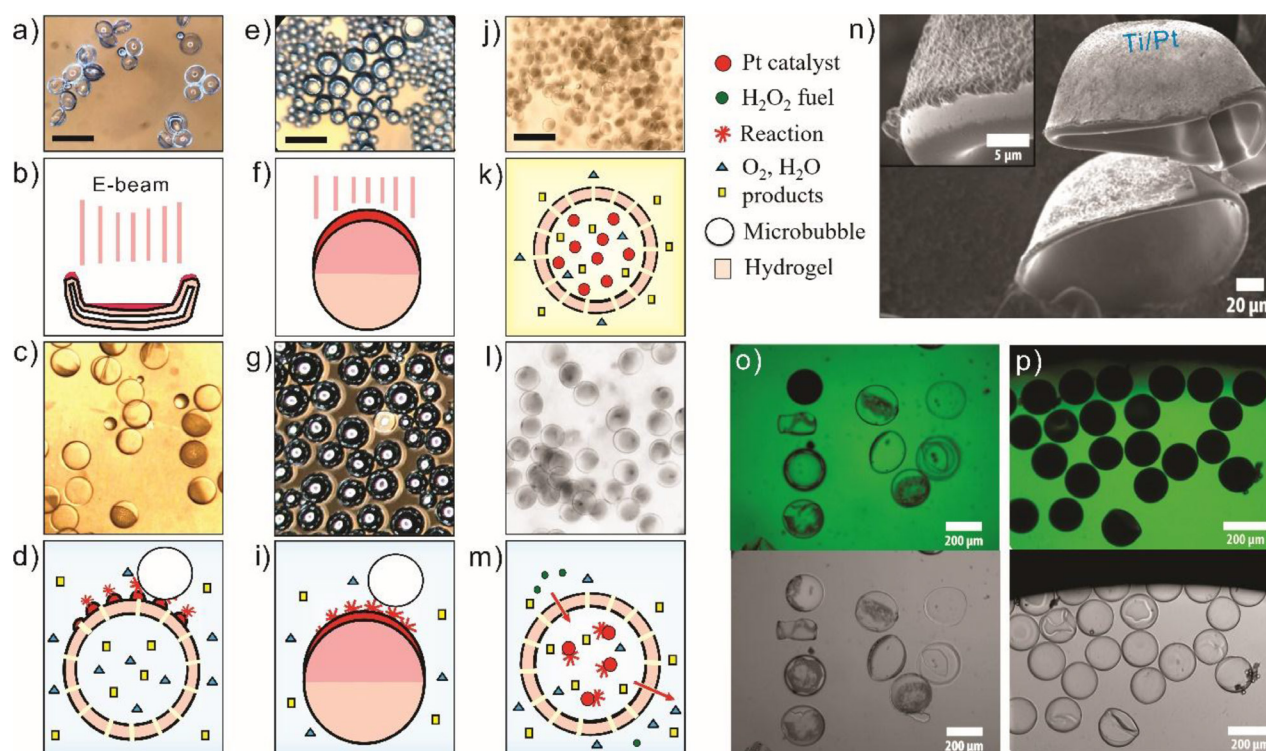 a)
e)
j)
Pt catalyst
H2O2 fuel
Reaction
O2, H2O
products
Microbubble
Hydrogel
n)
Ti/Pt
5 µm
20 µm
b)
E-beam
f)
k)
c)
g)
l)
o)
200 µm
200 µm
p)
200 µm
200 µm
d)
i)
m)